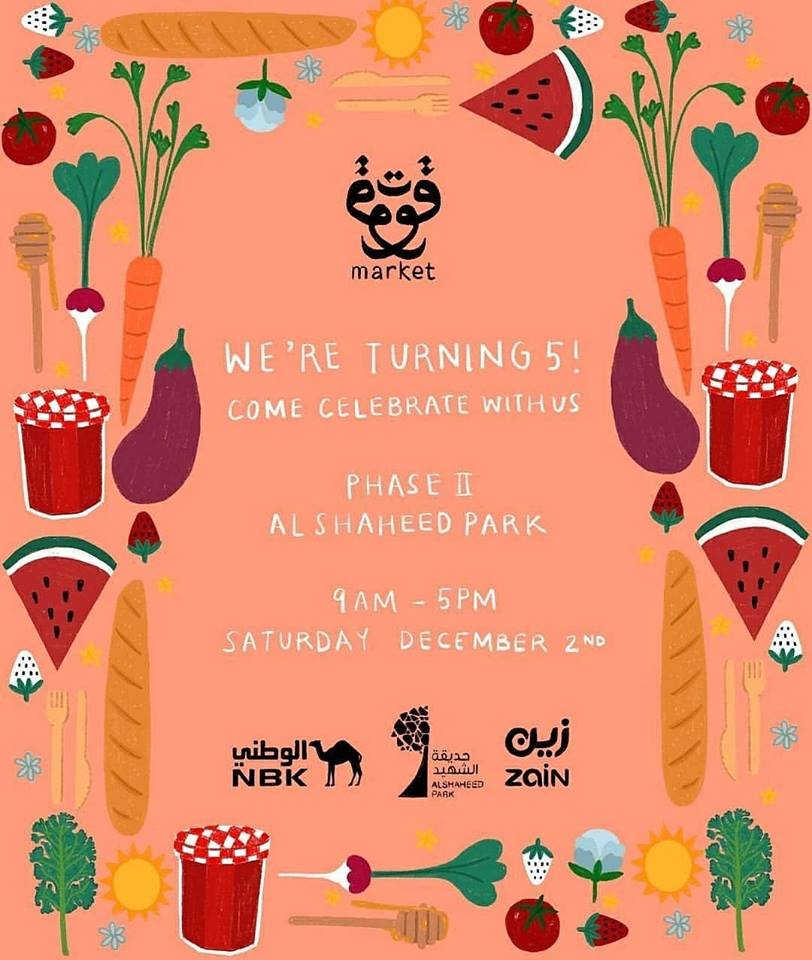 قوت
market
WE'RE TURNING 5!
COME CELEBRATE WITH US
PHASE II
AL SHAHEED PARK
9AM - 5PM
SATURDAY DECEMBER 2ND
الوطني
NBK
حديقة
الشهيد
ALSHAHEED
PARK
زين
zain